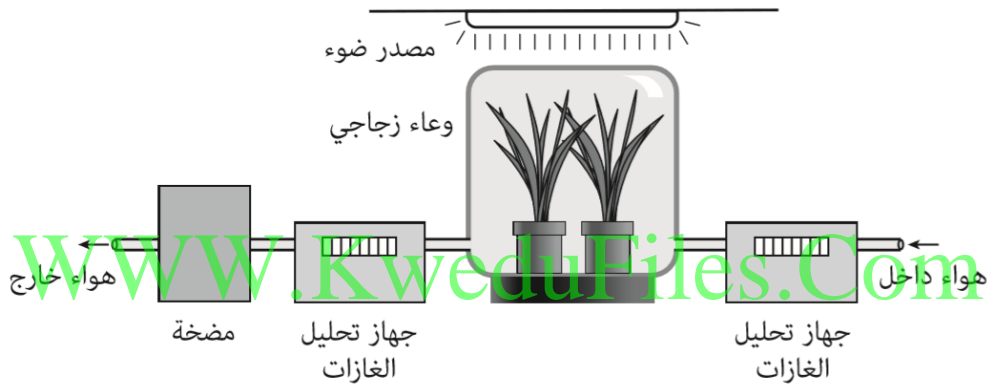 مصدر ضوء
وعاء زجاجي
WWW.KweduFiles.Com
هواء داخل
هواء خارج
جهاز تحليل
الغازات
مضخة
جهاز تحليل
الغازات